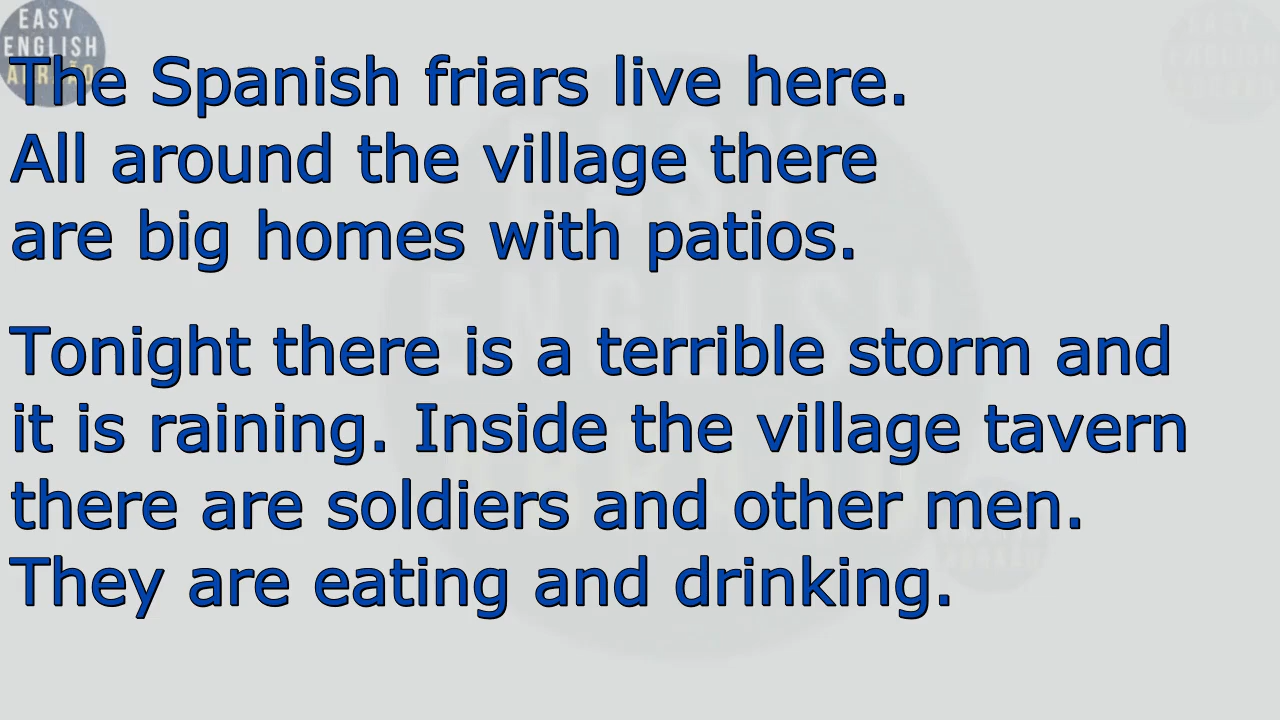 EASY
ENGLISH
The Spanish friars live here.
All around the village there
are big homes with patios.
Tonight there is a terrible storm and
it is raining. Inside the village tavern
there are soldiers and other men.
They are eating and drinking.